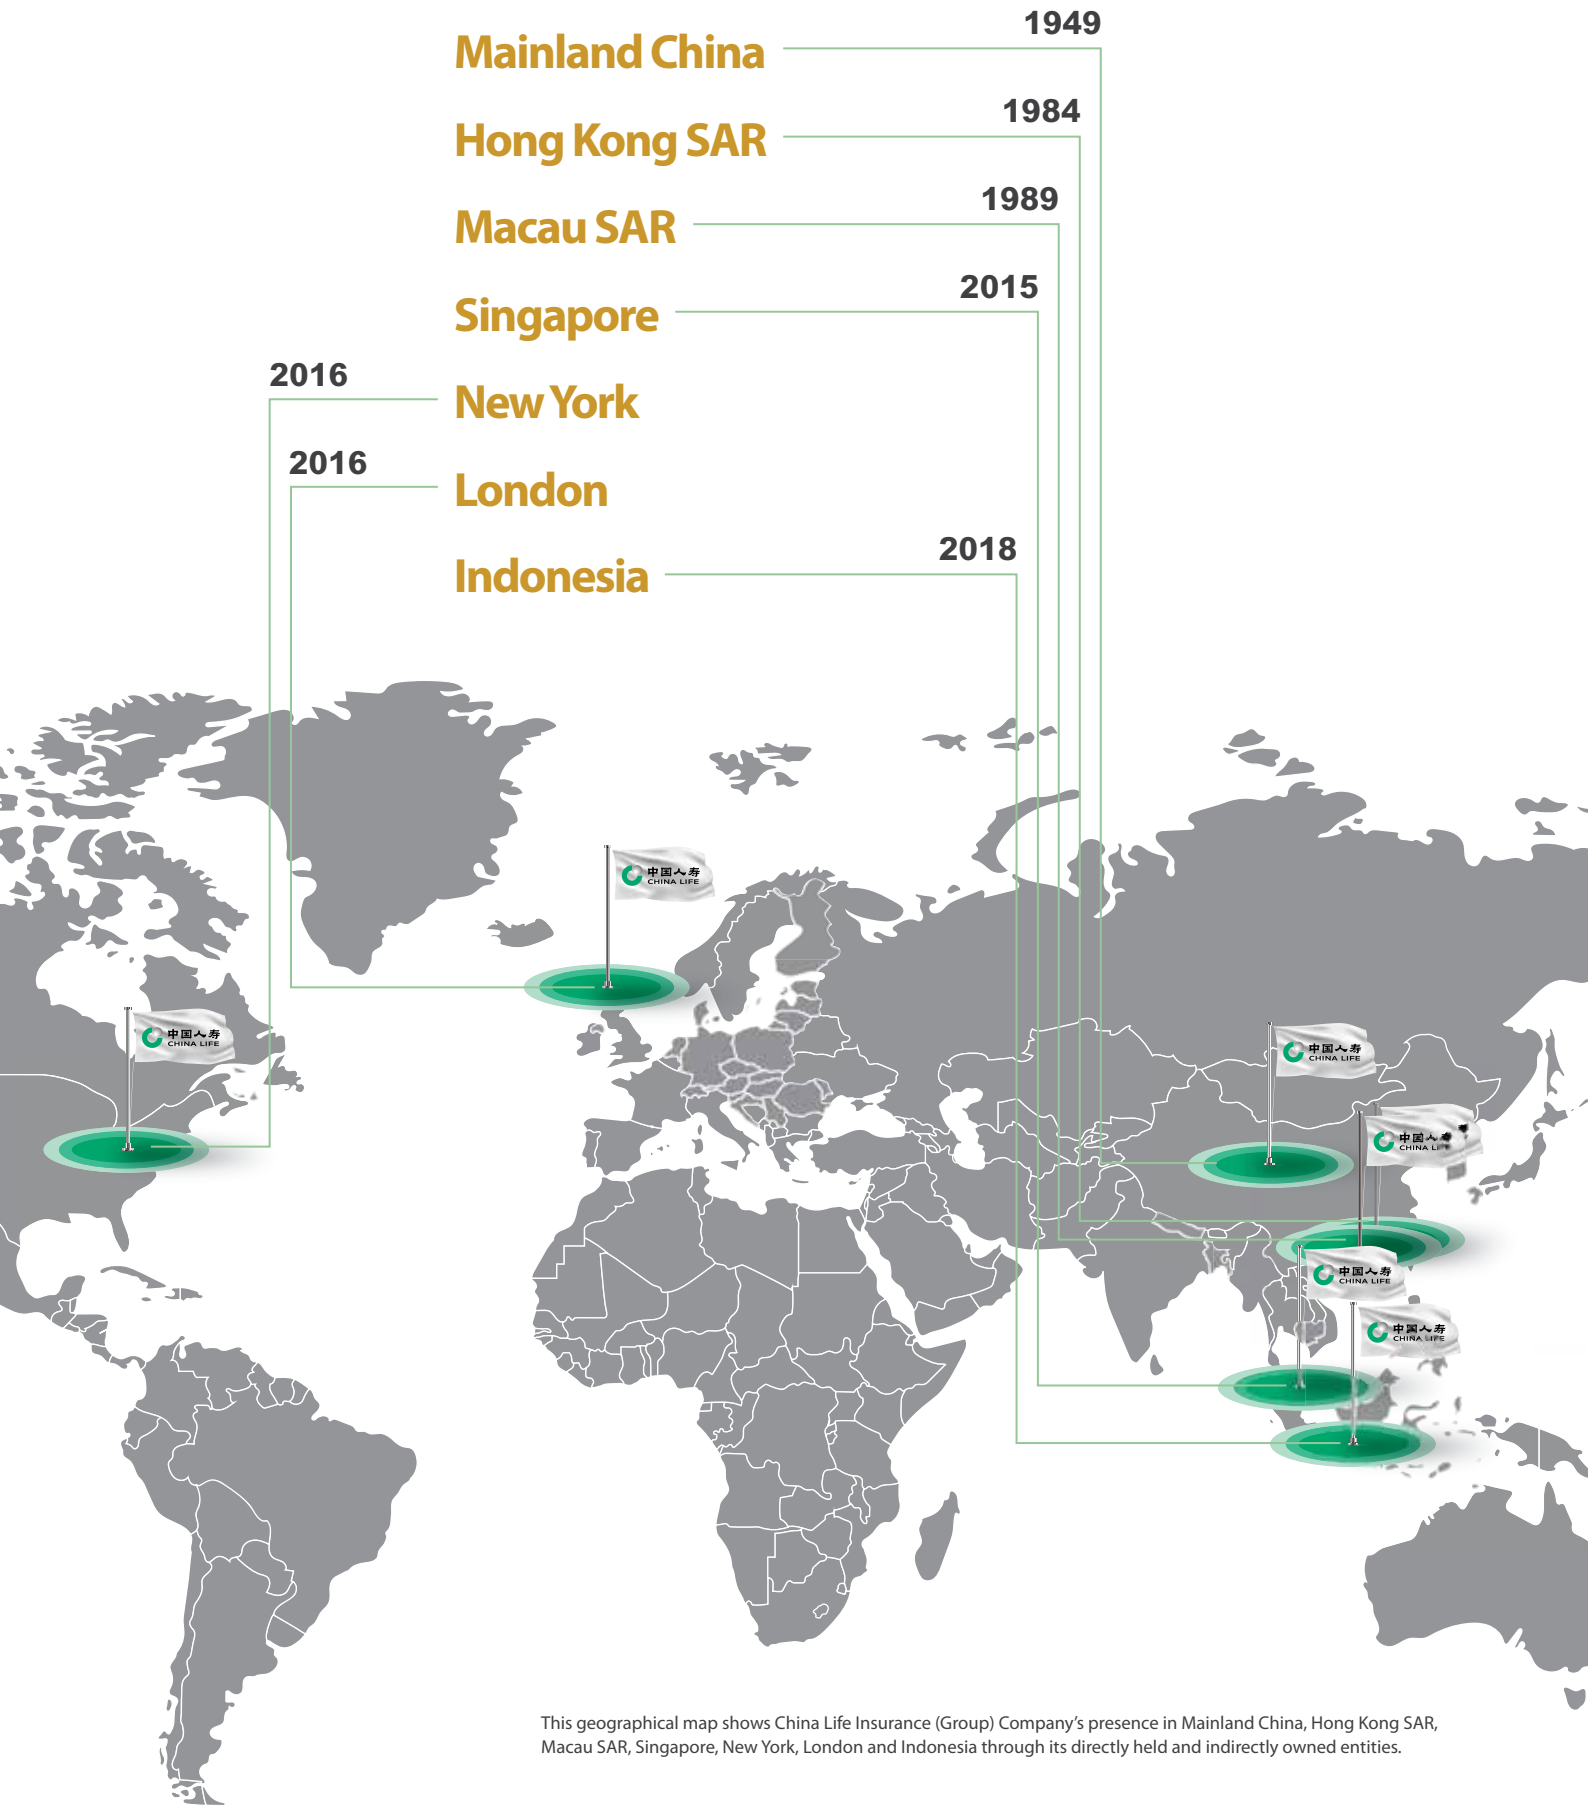 1949
Mainland China
1984
Hong Kong SAR
1989
Macau SAR
2015
Singapore
2016
New York
2016
London
2018
Indonesia
中国人寿
CHINA LIFE
中国人寿
CHINA LIFE
中国人寿
CHINA LIFE
中国人
CHINA
中国人寿
CHINA LIFE
中国人寿
CHINA LIFE
This geographical map shows China Life Insurance (Group) Company’s presence in Mainland China, Hong Kong SAR,
Macau SAR, Singapore, New York, London and Indonesia through its directly held and indirectly owned entities.